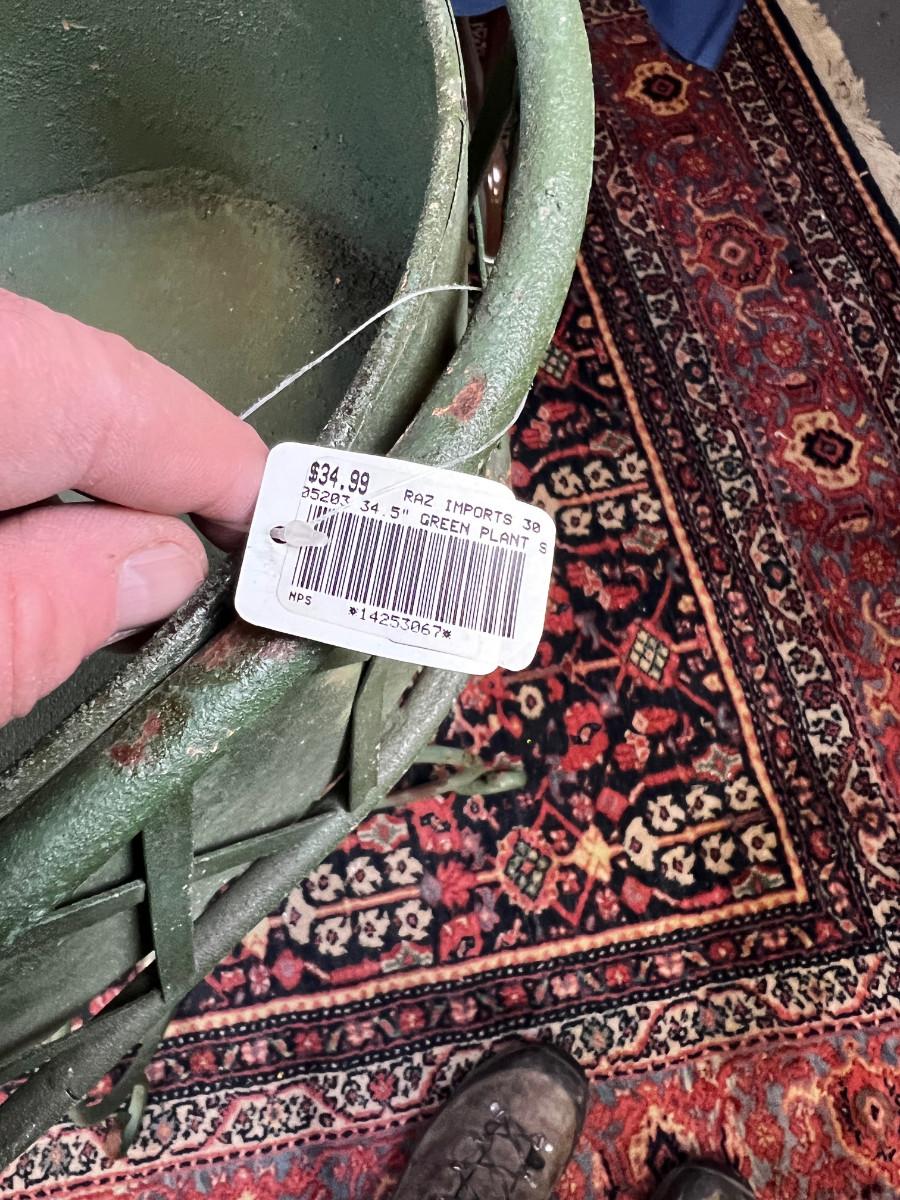 $34.99
RAZ IMPORTS 30
05203 34.5" GREEN PLANT S
MPS
*14253067*